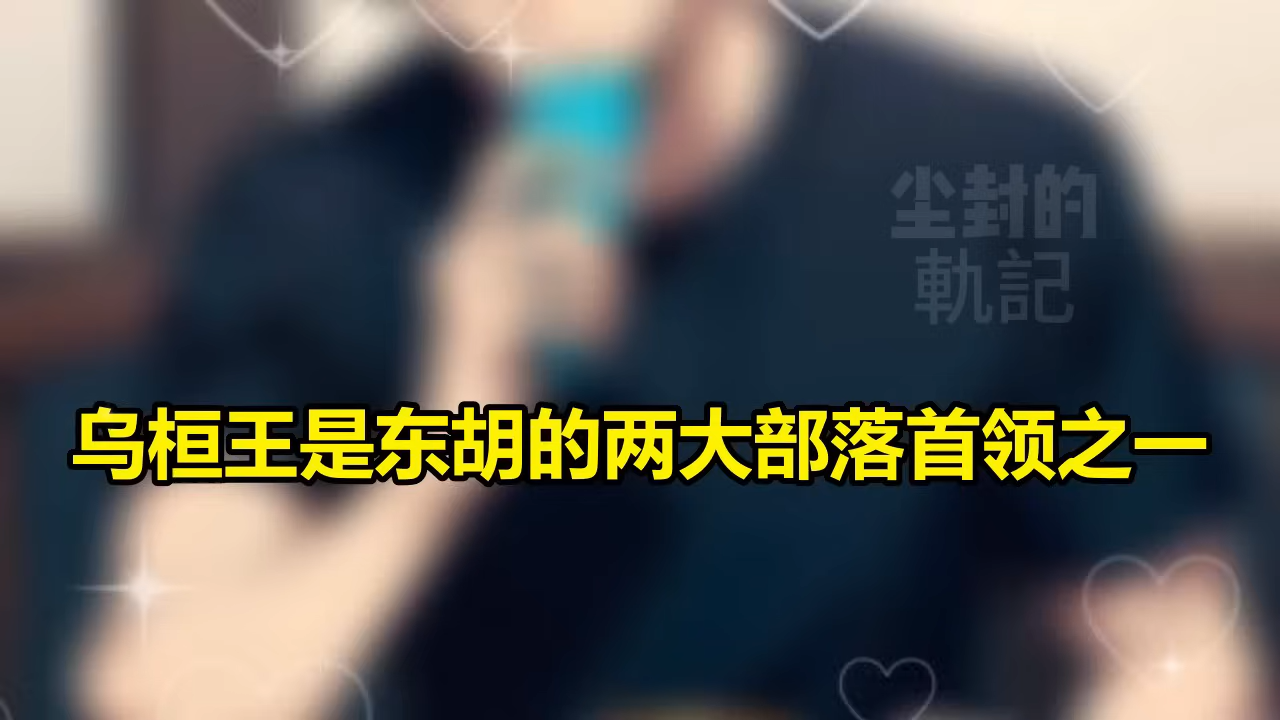 尘封的
軌記
乌桓王是东胡的两大部落首领之一